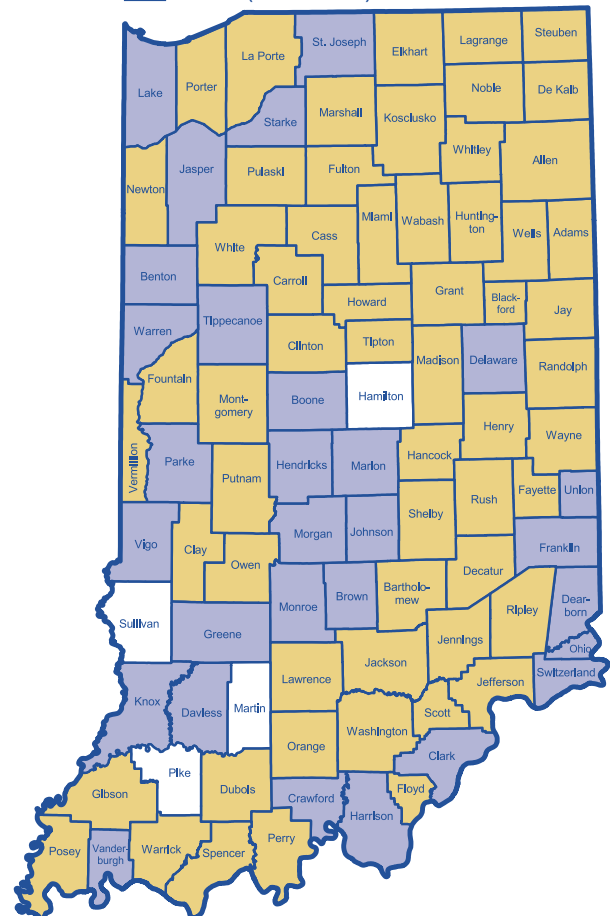 St. Joseph
Steuben
Lagrange
La Porte
Elkhart
Porter
Lake
Noble
De Kalb
Marshall
Starke
Kosciusko
Whitley
Allen
Jasper
Pulaski
Fulton
Newton
Miami
Wabash
Hunting-
ton
Wells
Adams
White
Cass
Benton
Carroll
Grant
Howard
Black-
ford
Jay
Warren
Tippecanoe
Clinton
Tipton
Madison
Delaware
Randolph
Fountain
Mont-
gomery
Boone
Hamilton
Henry
Wayne
Vermillion
Parke
Putnam
Hendricks
Marion
Hancock
Rush
Fayette
Union
Shelby
Vigo
Clay
Owen
Morgan
Johnson
Franklin
Decatur
Bartholo-
mew
Sullivan
Greene
Monroe
Brown
Ripley
Dear-
born
Jennings
Ohio
Switzerland
Jackson
Lawrence
Jefferson
Knox
Daviess
Martin
Scott
Washington
Orange
Clark
Pike
Gibson
Dubois
Crawford
Harrison
Floyd
Posey
Vander-
burgh
Warrick
Spencer
Perry